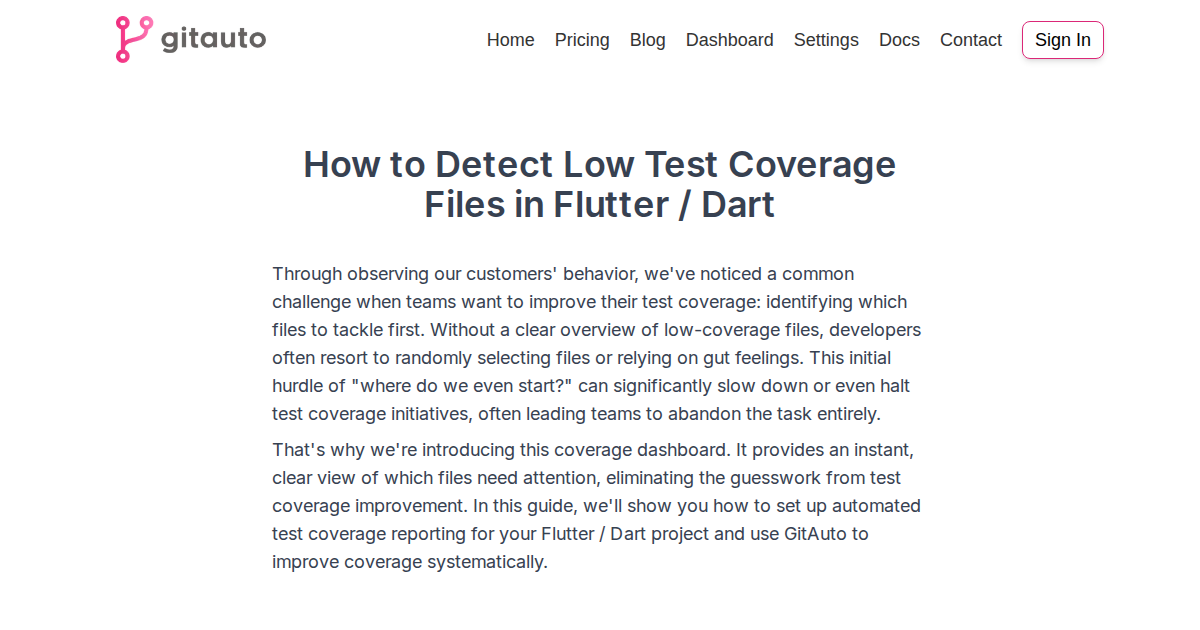 gitauto
Home Pricing Blog Dashboard Settings Docs Contact Sign In
How to Detect Low Test Coverage
Files in Flutter / Dart
Through observing our customers' behavior, we've noticed a common
challenge when teams want to improve their test coverage: identifying which
files to tackle first. Without a clear overview of low-coverage files, developers
often resort to randomly selecting files or relying on gut feelings. This initial
hurdle of "where do we even start?" can significantly slow down or even halt
test coverage initiatives, often leading teams to abandon the task entirely.
That's why we're introducing this coverage dashboard. It provides an instant,
clear view of which files need attention, eliminating the guesswork from test
coverage improvement. In this guide, we'll show you how to set up automated
test coverage reporting for your Flutter / Dart project and use GitAuto to
improve coverage systematically.